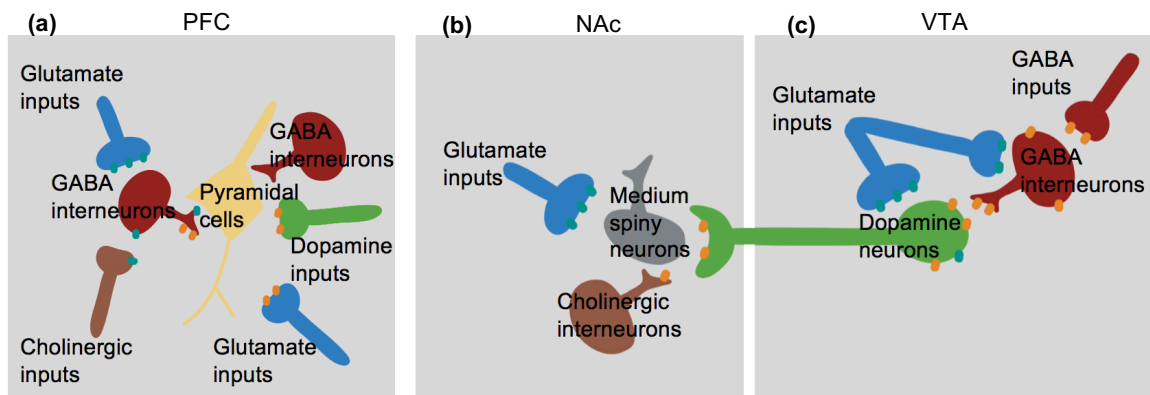 (a) PFC
Glutamate
inputs
GABA
interneurons
GABA
interneurons
Pyramidal
cells
Dopamine
inputs
Cholinergic
inputs
Glutamate
inputs
(b) NAc
Glutamate
inputs
Medium
spiny
neurons
Cholinergic
interneurons
(c) VTA
GABA
inputs
Glutamate
inputs
GABA
interneurons
Dopamine
neurons